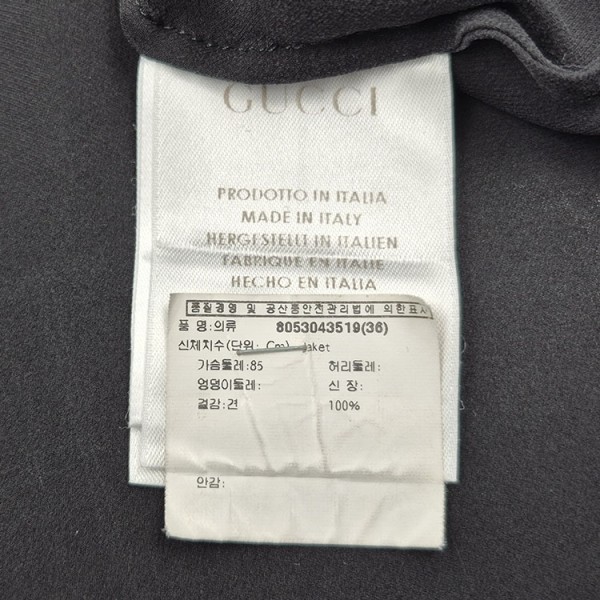 GUCCI
PRODOTTO IN ITALIA
MADE IN ITALY
HERGESTELLT IN ITALIEN
FABRIQUE EN ITALIE
HECHO EN ITALIA
품질경영 및 공산품안전관리법에 의한표시
품 명:의류 8053043519(36)
신체치수(단위: Cm) Jaket
가슴둘레:85 허리둘레:
엉덩이둘레: 신 장:
겉감:견 100%
안감: